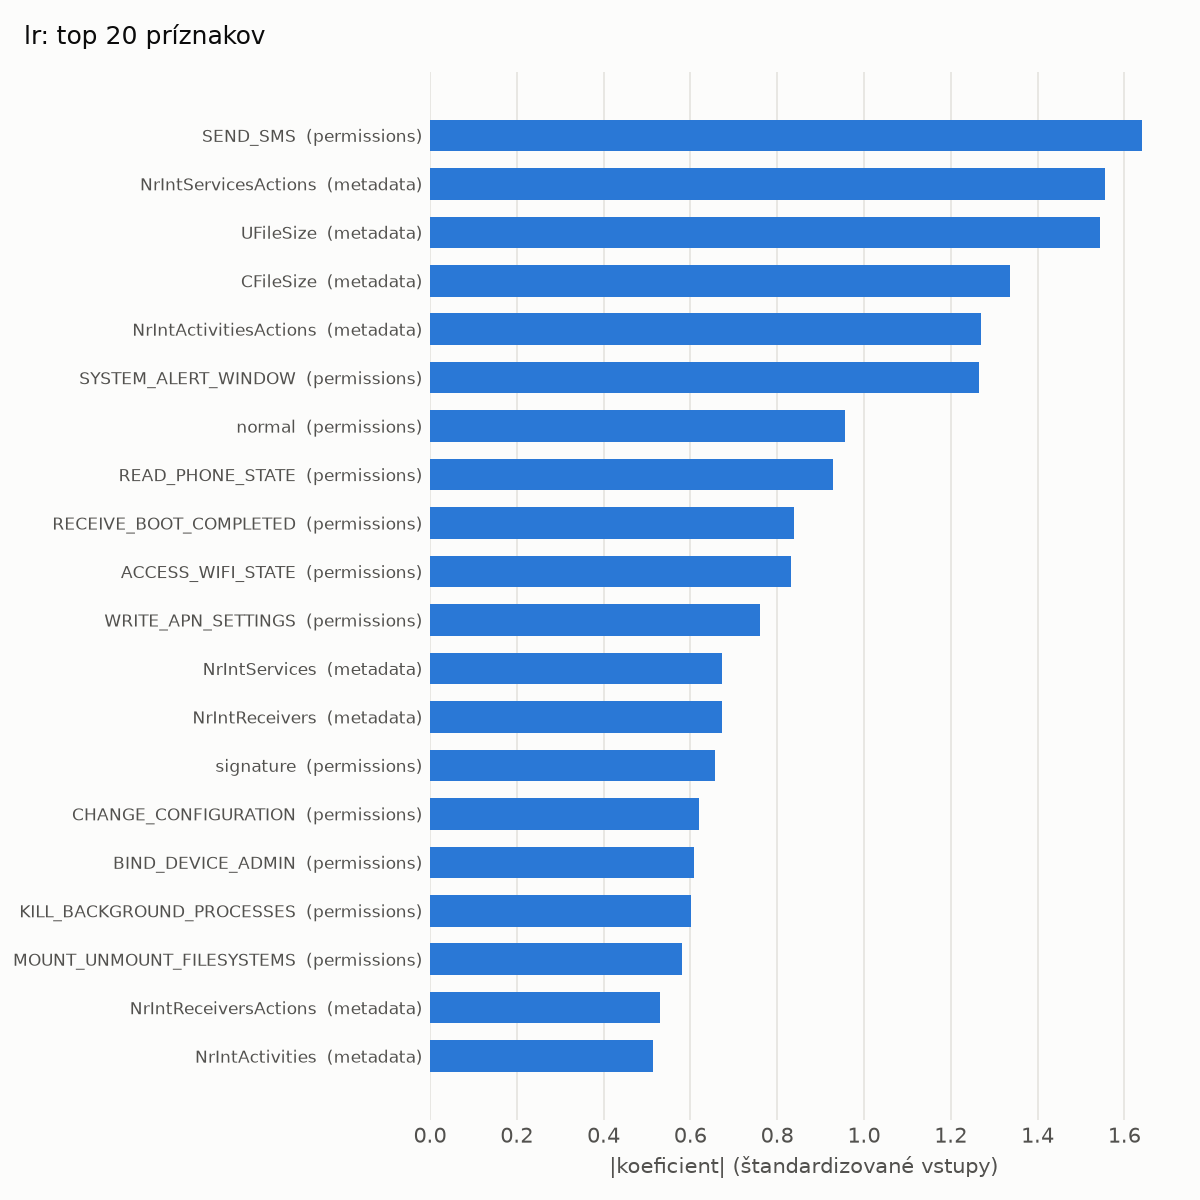 lr: top 20 príznakov
SEND_SMS (permissions)
NrIntServicesActions (metadata)
UFileSize (metadata)
CFileSize (metadata)
NrIntActivitiesActions (metadata)
SYSTEM_ALERT_WINDOW (permissions)
normal (permissions)
READ_PHONE_STATE (permissions)
RECEIVE_BOOT_COMPLETED (permissions)
ACCESS_WIFI_STATE (permissions)
WRITE_APN_SETTINGS (permissions)
NrIntServices (metadata)
NrIntReceivers (metadata)
signature (permissions)
CHANGE_CONFIGURATION (permissions)
BIND_DEVICE_ADMIN (permissions)
KILL_BACKGROUND_PROCESSES (permissions)
MOUNT_UNMOUNT_FILESYSTEMS (permissions)
NrIntReceiversActions (metadata)
NrIntActivities (metadata)
0.0 0.2 0.4 0.6 0.8 1.0 1.2 1.4 1.6
|koeficient| (štandardizované vstupy)